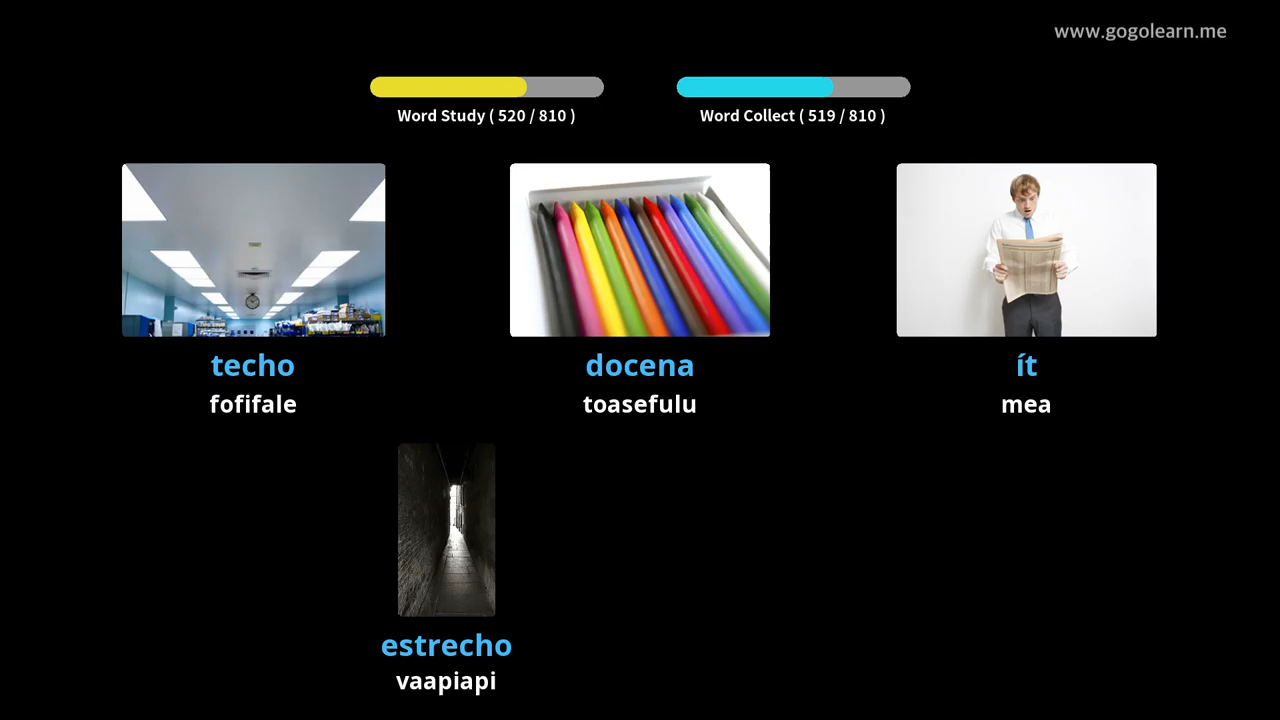 www.gogolearn.me
Word Study ( 520 / 810 )
Word Collect ( 519 / 810 )
techo
fofifale
docena
toasefulu
ít
mea
estrecho
vaapiapi